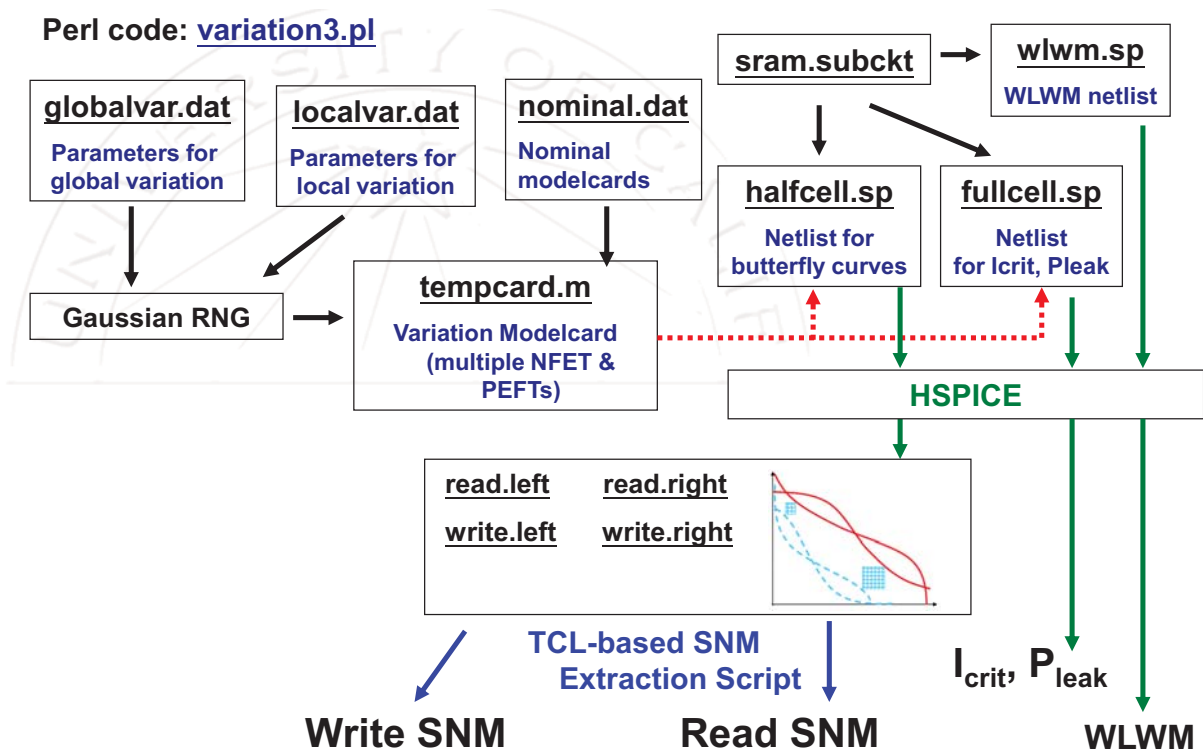 Perl code: variation3.pl
globalvar.dat
Parameters for
global variation
localvar.dat
Parameters for
local variation
nominal.dat
Nominal
modelcards
sram.subckt
wlwm.sp
WLWM netlist
halfcell.sp
Netlist for
butterfly curves
fullcell.sp
Netlist
for Icrit, Pleak
Gaussian RNG
tempcard.m
Variation Modelcard
(multiple NFET &
PEFTs)
HSPICE
read.left
read.right
write.left
write.right
TCL-based SNM
Extraction Script
Write SNM
Read SNM
Icrit, Pleak
WLWM